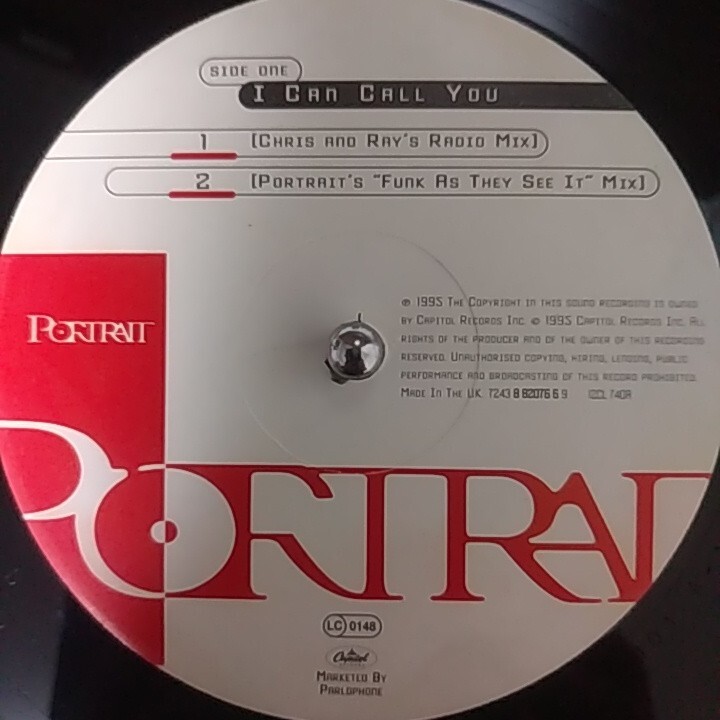 SIDE ONE
I CAN CALL YOU
1 [CHRIS AND RAY'S RADIO MIX]
2 [PORTRAIT'S "FUNK AS THEY SEE IT" MIX]
PORTRAIT
℗ 1995 THE COPYRIGHT IN THIS SOUND RECORDING IS OWNED
BY CAPITOL RECORDS INC. © 1995 CAPITOL RECORDS INC. ALL
RIGHTS OF THE PRODUCER AND OF THE OWNER OF THIS RECORDING
RESERVED. UNAUTHORISED COPYING, HIRING, LENDING, PUBLIC
PERFORMANCE AND BROADCASTING OF THIS RECORD PROHIBITED.
MADE IN THE UK. 7243 8 82076 6 9 12CL 740A
PORTRAIT
LC 0148
Capitol
MARKETED BY
PARLOPHONE